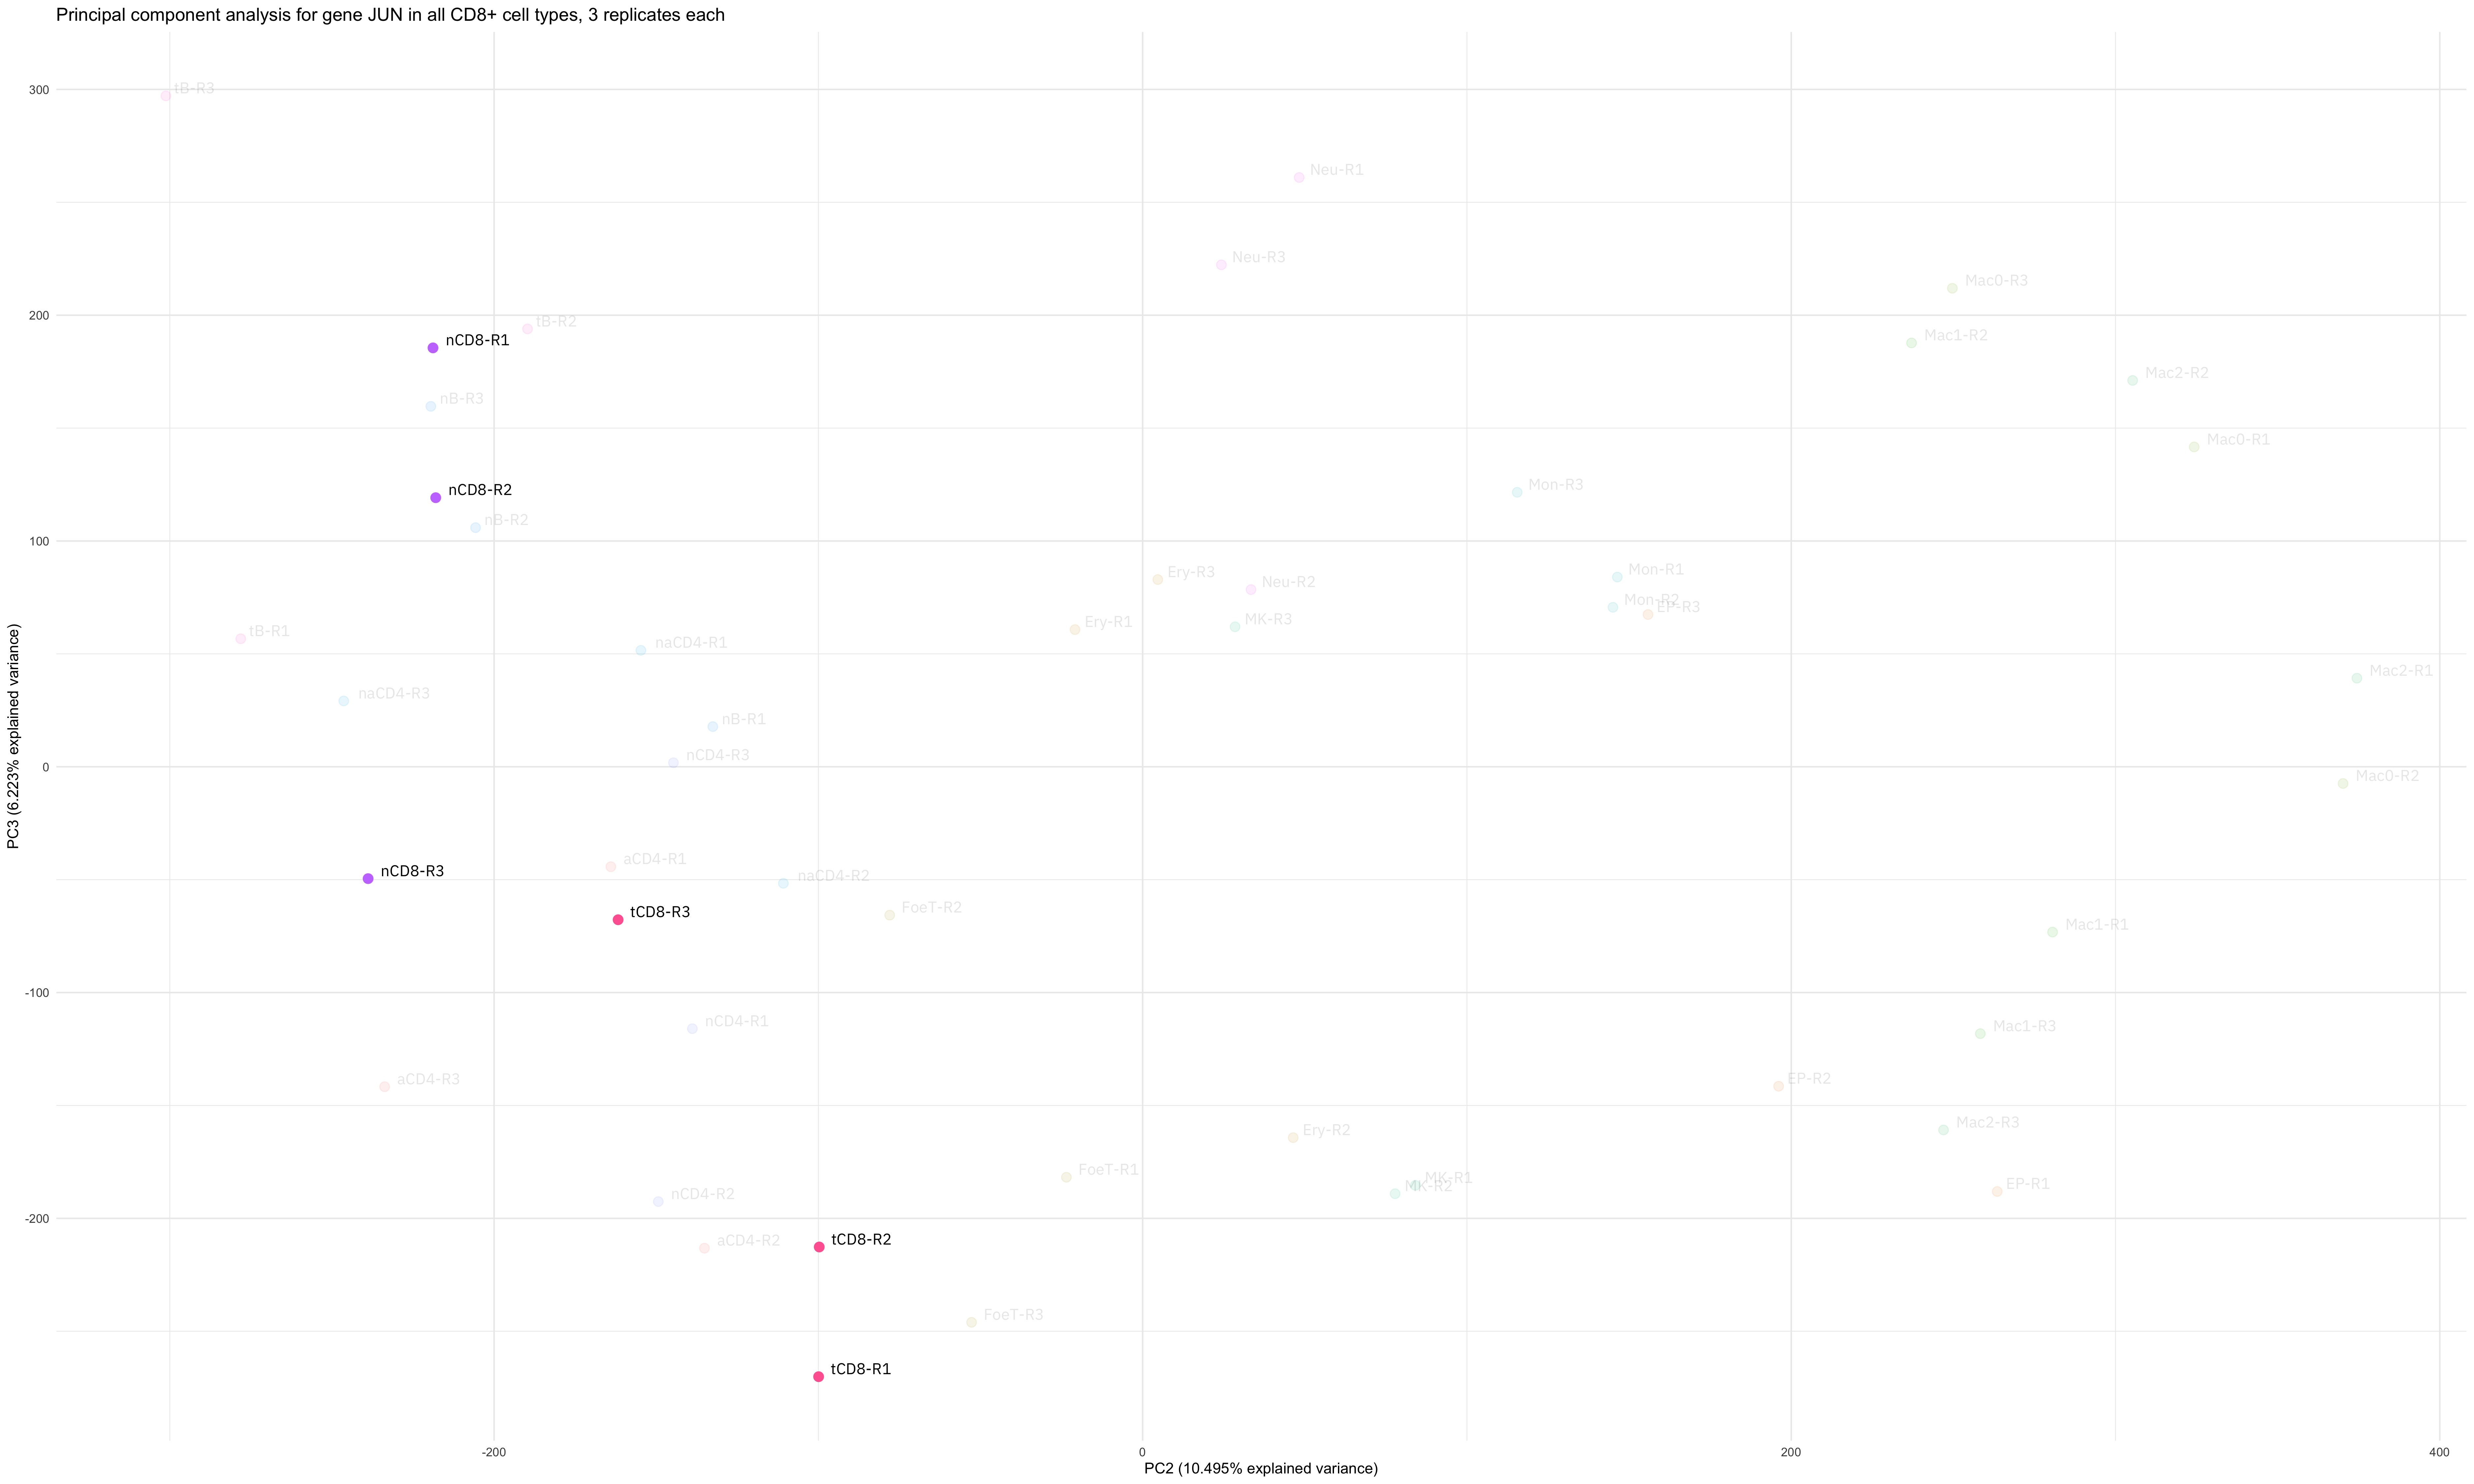 Principal component analysis for gene JUN in all CD8+ cell types, 3 replicates each
300
tB-R3
Neu-R1
Neu-R3
Mac0-R3
200
tB-R2
nCD8-R1
Mac1-R2
Mac2-R2
nB-R3
Mac0-R1
nCD8-R2
Mon-R3
nB-R2
100
Ery-R3
Neu-R2
Mon-R1
Mon-R2
EP-R3
Ery-R1
MK-R3
tB-R1
naCD4-R1
Mac2-R1
naCD4-R3
nB-R1
nCD4-R3
0
Mac0-R2
PC3 (6.223% explained variance)
aCD4-R1
nCD8-R3
naCD4-R2
tCD8-R3
FoeT-R2
Mac1-R1
-100
nCD4-R1
Mac1-R3
aCD4-R3
EP-R2
Ery-R2
Mac2-R3
FoeT-R1
MK-R1
MK-R2
EP-R1
nCD4-R2
-200
aCD4-R2
tCD8-R2
FoeT-R3
tCD8-R1
-200
0
200
400
PC2 (10.495% explained variance)